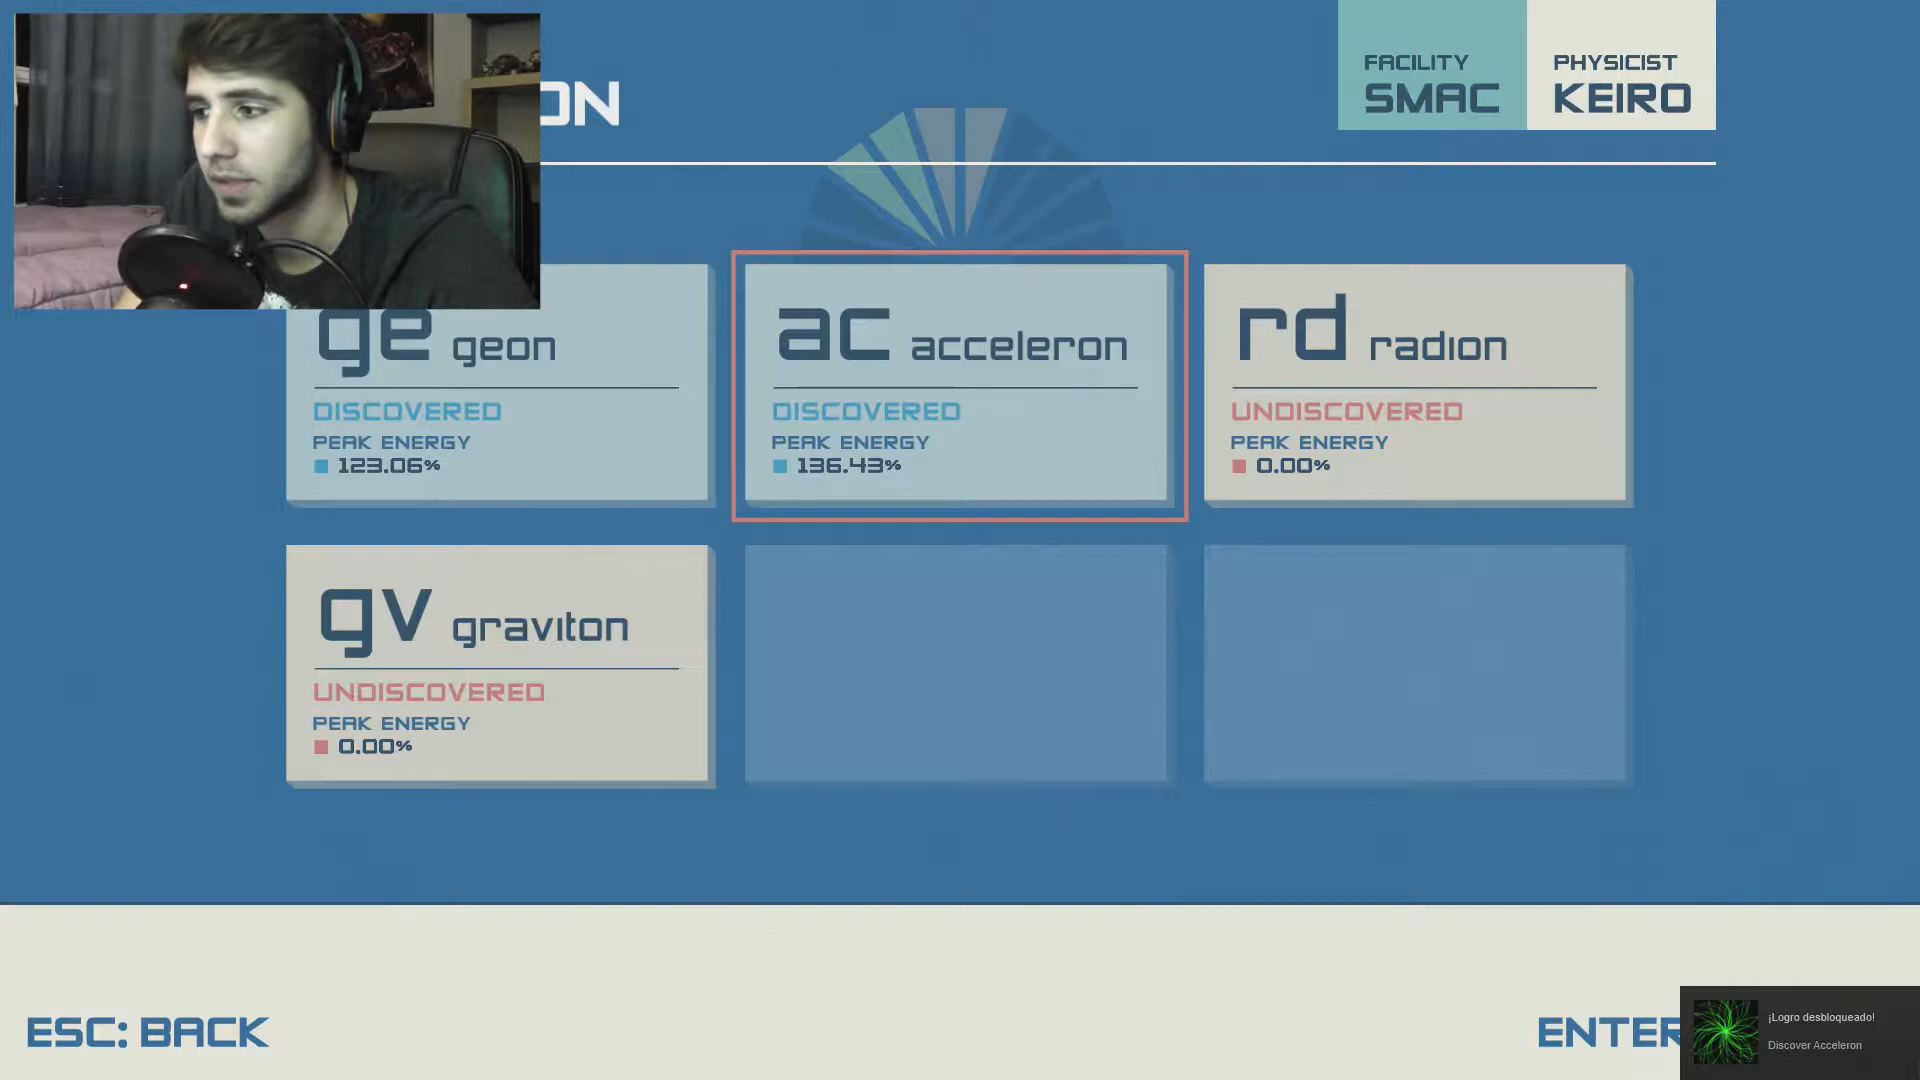 ON
FACILITY
SMAC
PHYSICIST
KEIRO
ge geon
DISCOVERED
PEAK ENERGY
123.06%
ac acceleron
DISCOVERED
PEAK ENERGY
136.43%
rd radion
UNDISCOVERED
PEAK ENERGY
0.00%
gv graviton
UNDISCOVERED
PEAK ENERGY
0.00%
ESC: BACK
ENTER
¡Logro desbloqueado!
Discover Acceleron